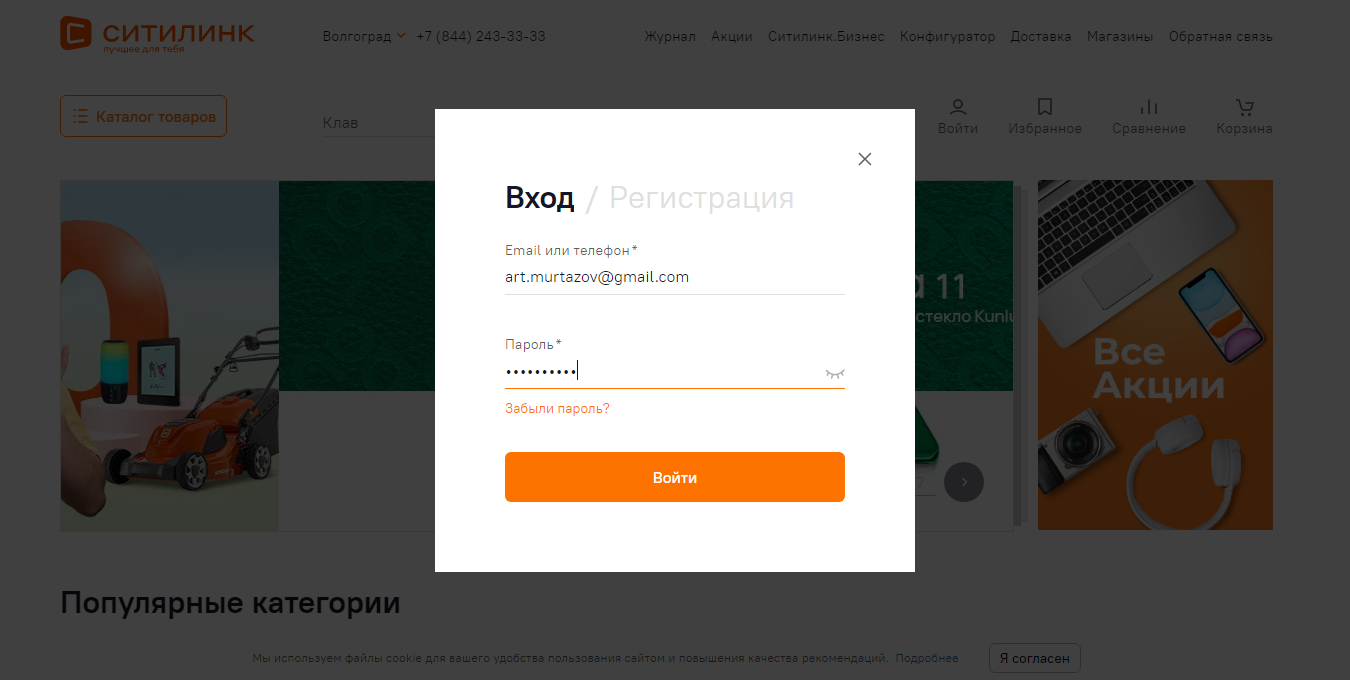 СИТИЛИНК
лучшее для тебя
Волгоград +7 (844) 243-33-33
Журнал Акции Ситилинк.Бизнес Конфигуратор Доставка Магазины Обратная связь
Каталог товаров
Клав
Войти Избранное Сравнение Корзина
Вход / Регистрация
Email или телефон*
art.murtazov@gmail.com
Пароль*
••••••••••
Забыли пароль?
Войти
11
стекло Kunlu
Все
Акции
Популярные категории
Мы используем файлы cookie для вашего удобства пользования сайтом и повышения качества рекомендаций. Подробнее
Я согласен